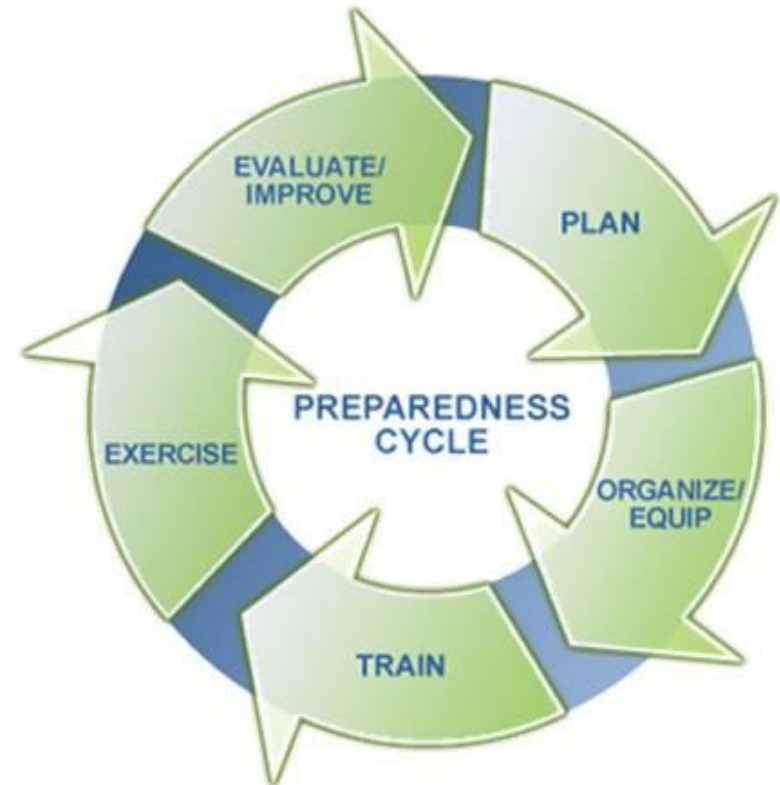 PREPAREDNESS
CYCLE
PLAN
ORGANIZE/
EQUIP
TRAIN
EXERCISE
EVALUATE/
IMPROVE